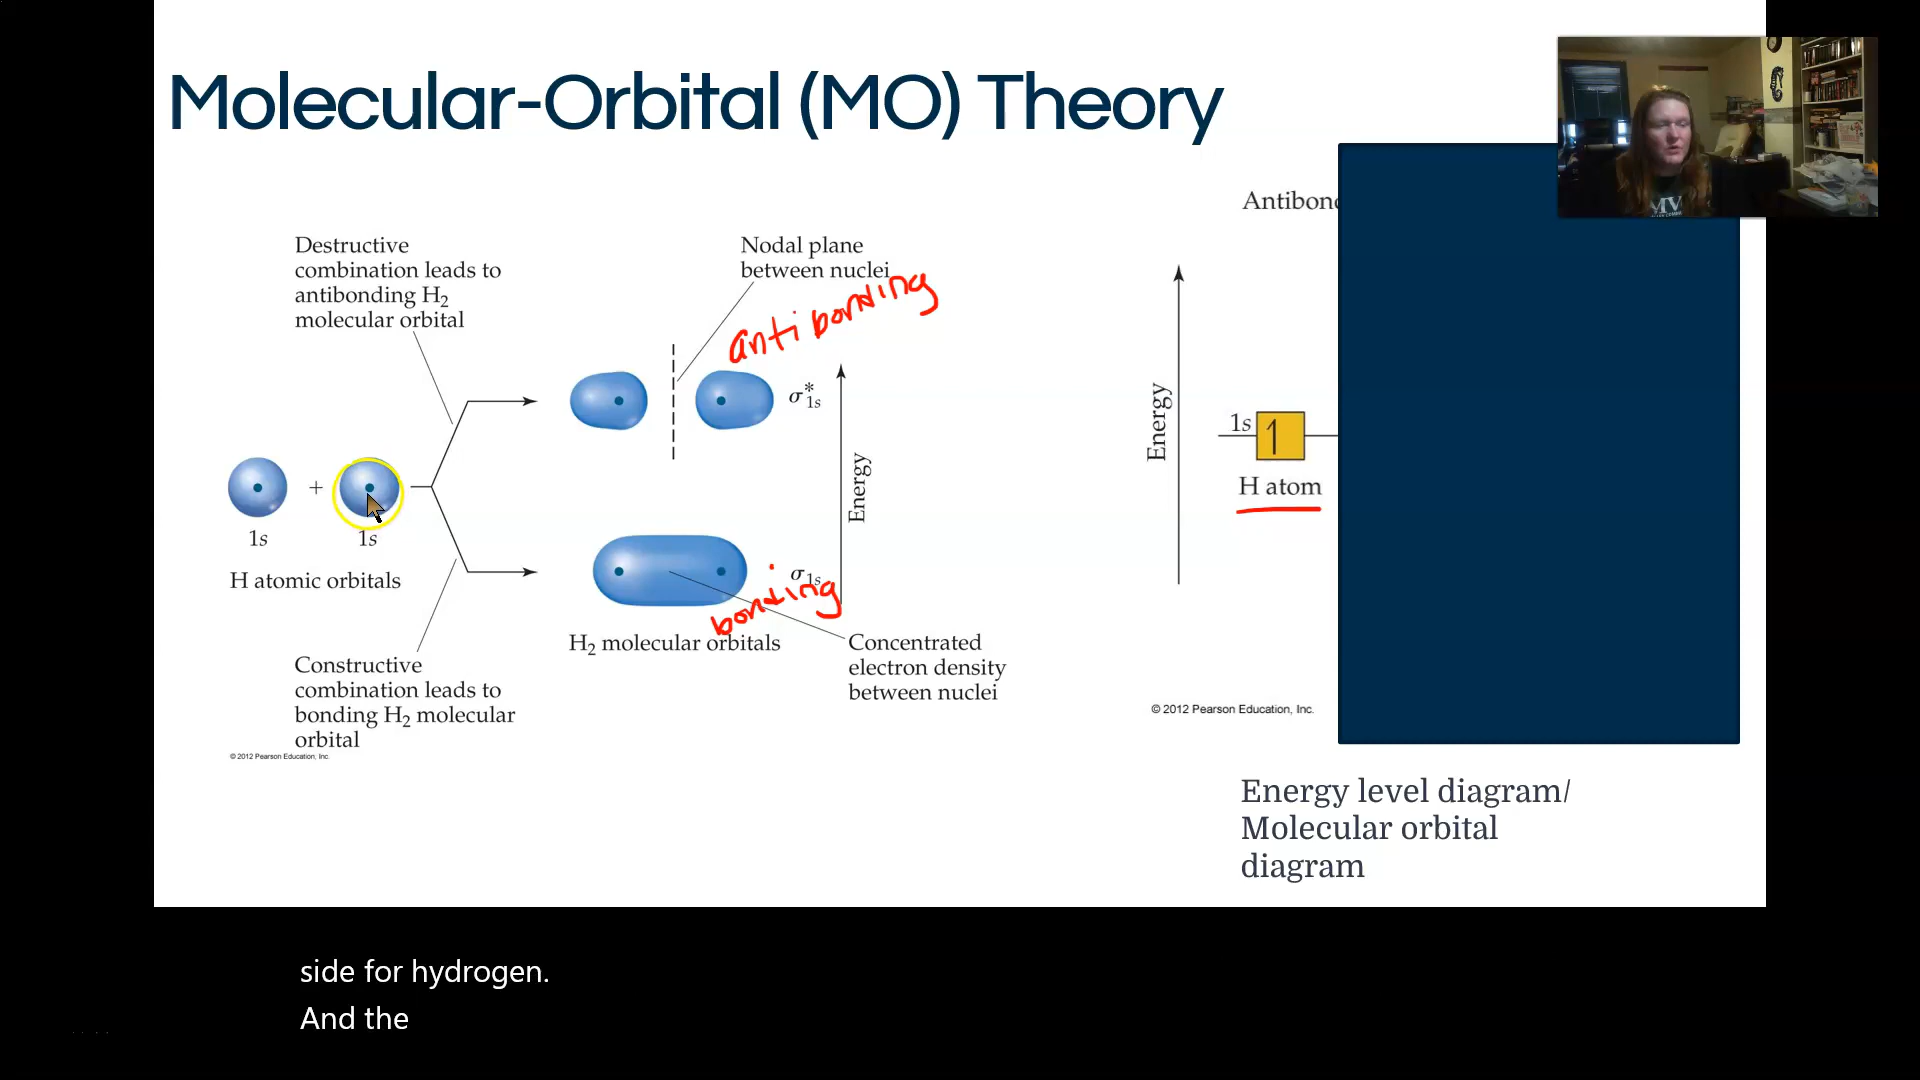 Molecular-Orbital (MO) Theory
Destructive
combination leads to
antibonding H₂
molecular orbital
Nodal plane
between nuclei
antibonding
σ*1s
Energy
+
1s
1s
H atomic orbitals
σ1s
bonding
H₂ molecular orbitals
Concentrated
electron density
between nuclei
Constructive
combination leads to
bonding H₂ molecular
orbital
© 2012 Pearson Education, Inc.
Antibond
Energy
1s
1
H atom
© 2012 Pearson Education, Inc.
Energy level diagram/
Molecular orbital
diagram
MV
side for hydrogen.
And the